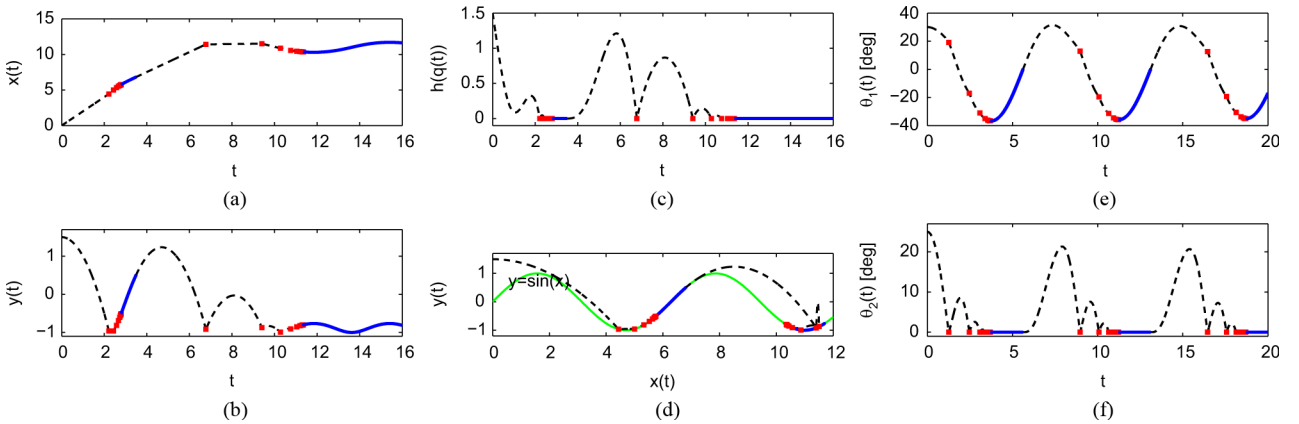 15
10
5
0
x(t)
0 2 4 6 8 10 12 14 16
t
(a)
1
0
−1
y(t)
0 2 4 6 8 10 12 14 16
t
(b)
1.5
1
0.5
0
h(q(t))
0 2 4 6 8 10 12 14 16
t
(c)
1
0
−1
y(t)
y=sin(x)
0 2 4 6 8 10 12
x(t)
(d)
40
20
0
−20
−40
θ1(t) [deg]
0 5 10 15 20
t
(e)
20
10
0
θ2(t) [deg]
0 5 10 15 20
t
(f)